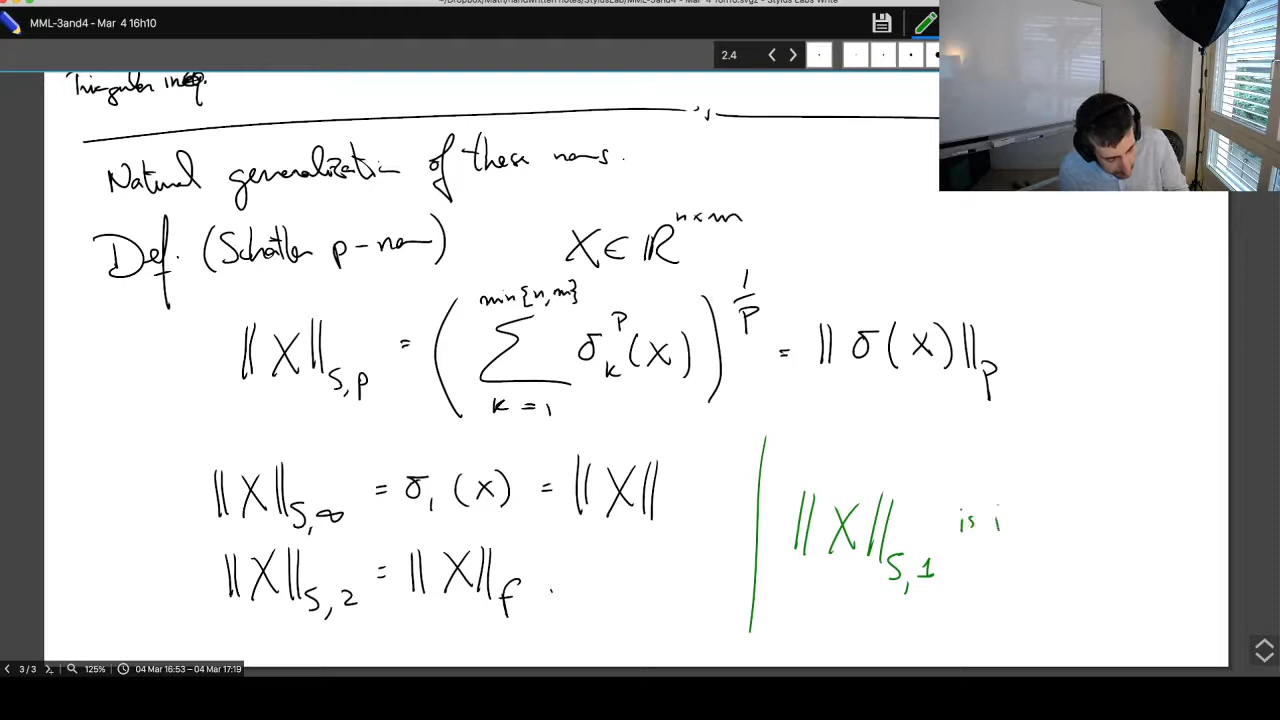 MML-3and4 - Mar 4 16h10
2.4
Triangular ineq.
Natural generalization of these norms.
Def. (Schatten p-norm) X ∈ ℝ^{n×m}
‖X‖_{S,p} = ( ∑_{k=1}^{min{n,m}} σ_k^p (X) )^{1/p} = ‖σ(X)‖_p
‖X‖_{S,∞} = σ_1 (X) = ‖X‖
‖X‖_{S,1} is i
‖X‖_{S,2} = ‖X‖_F .
3/3 125% 04 Mar 16:53 – 04 Mar 17:19